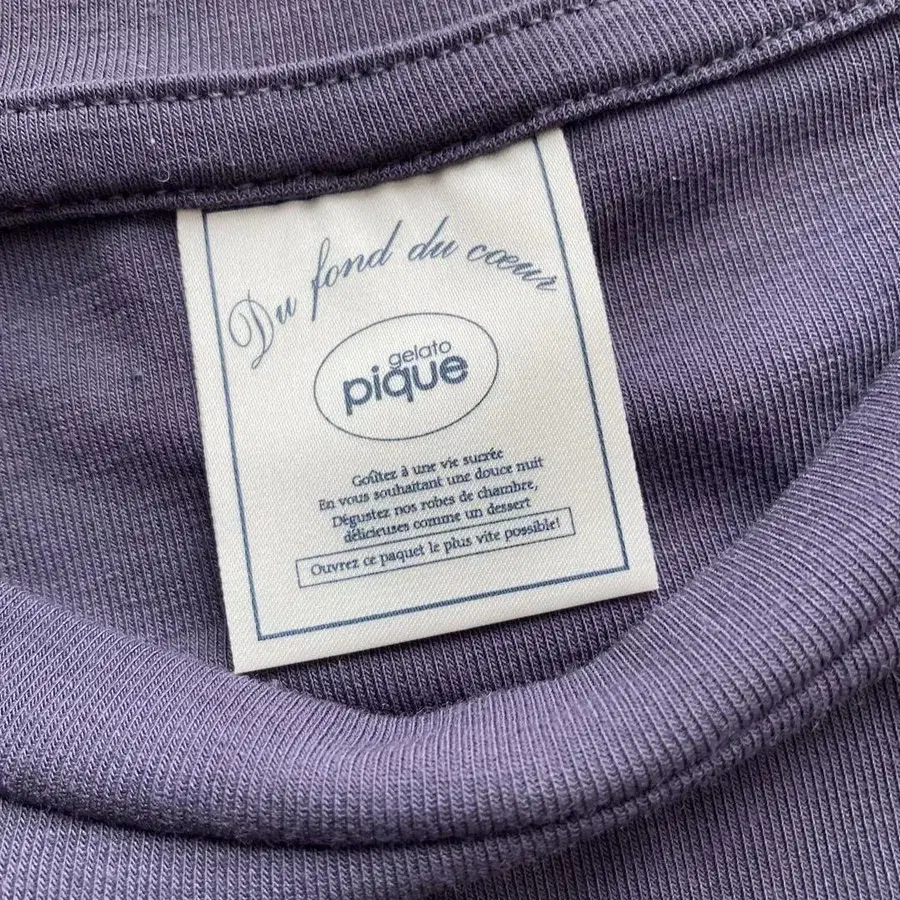 Du fond du cœur
gelato
pique
Goûtez à une vie sucrée
En vous souhaitant une douce nuit
Dégustez nos robes de chambre,
délicieuses comme un dessert
Ouvrez ce paquet le plus vite possible!